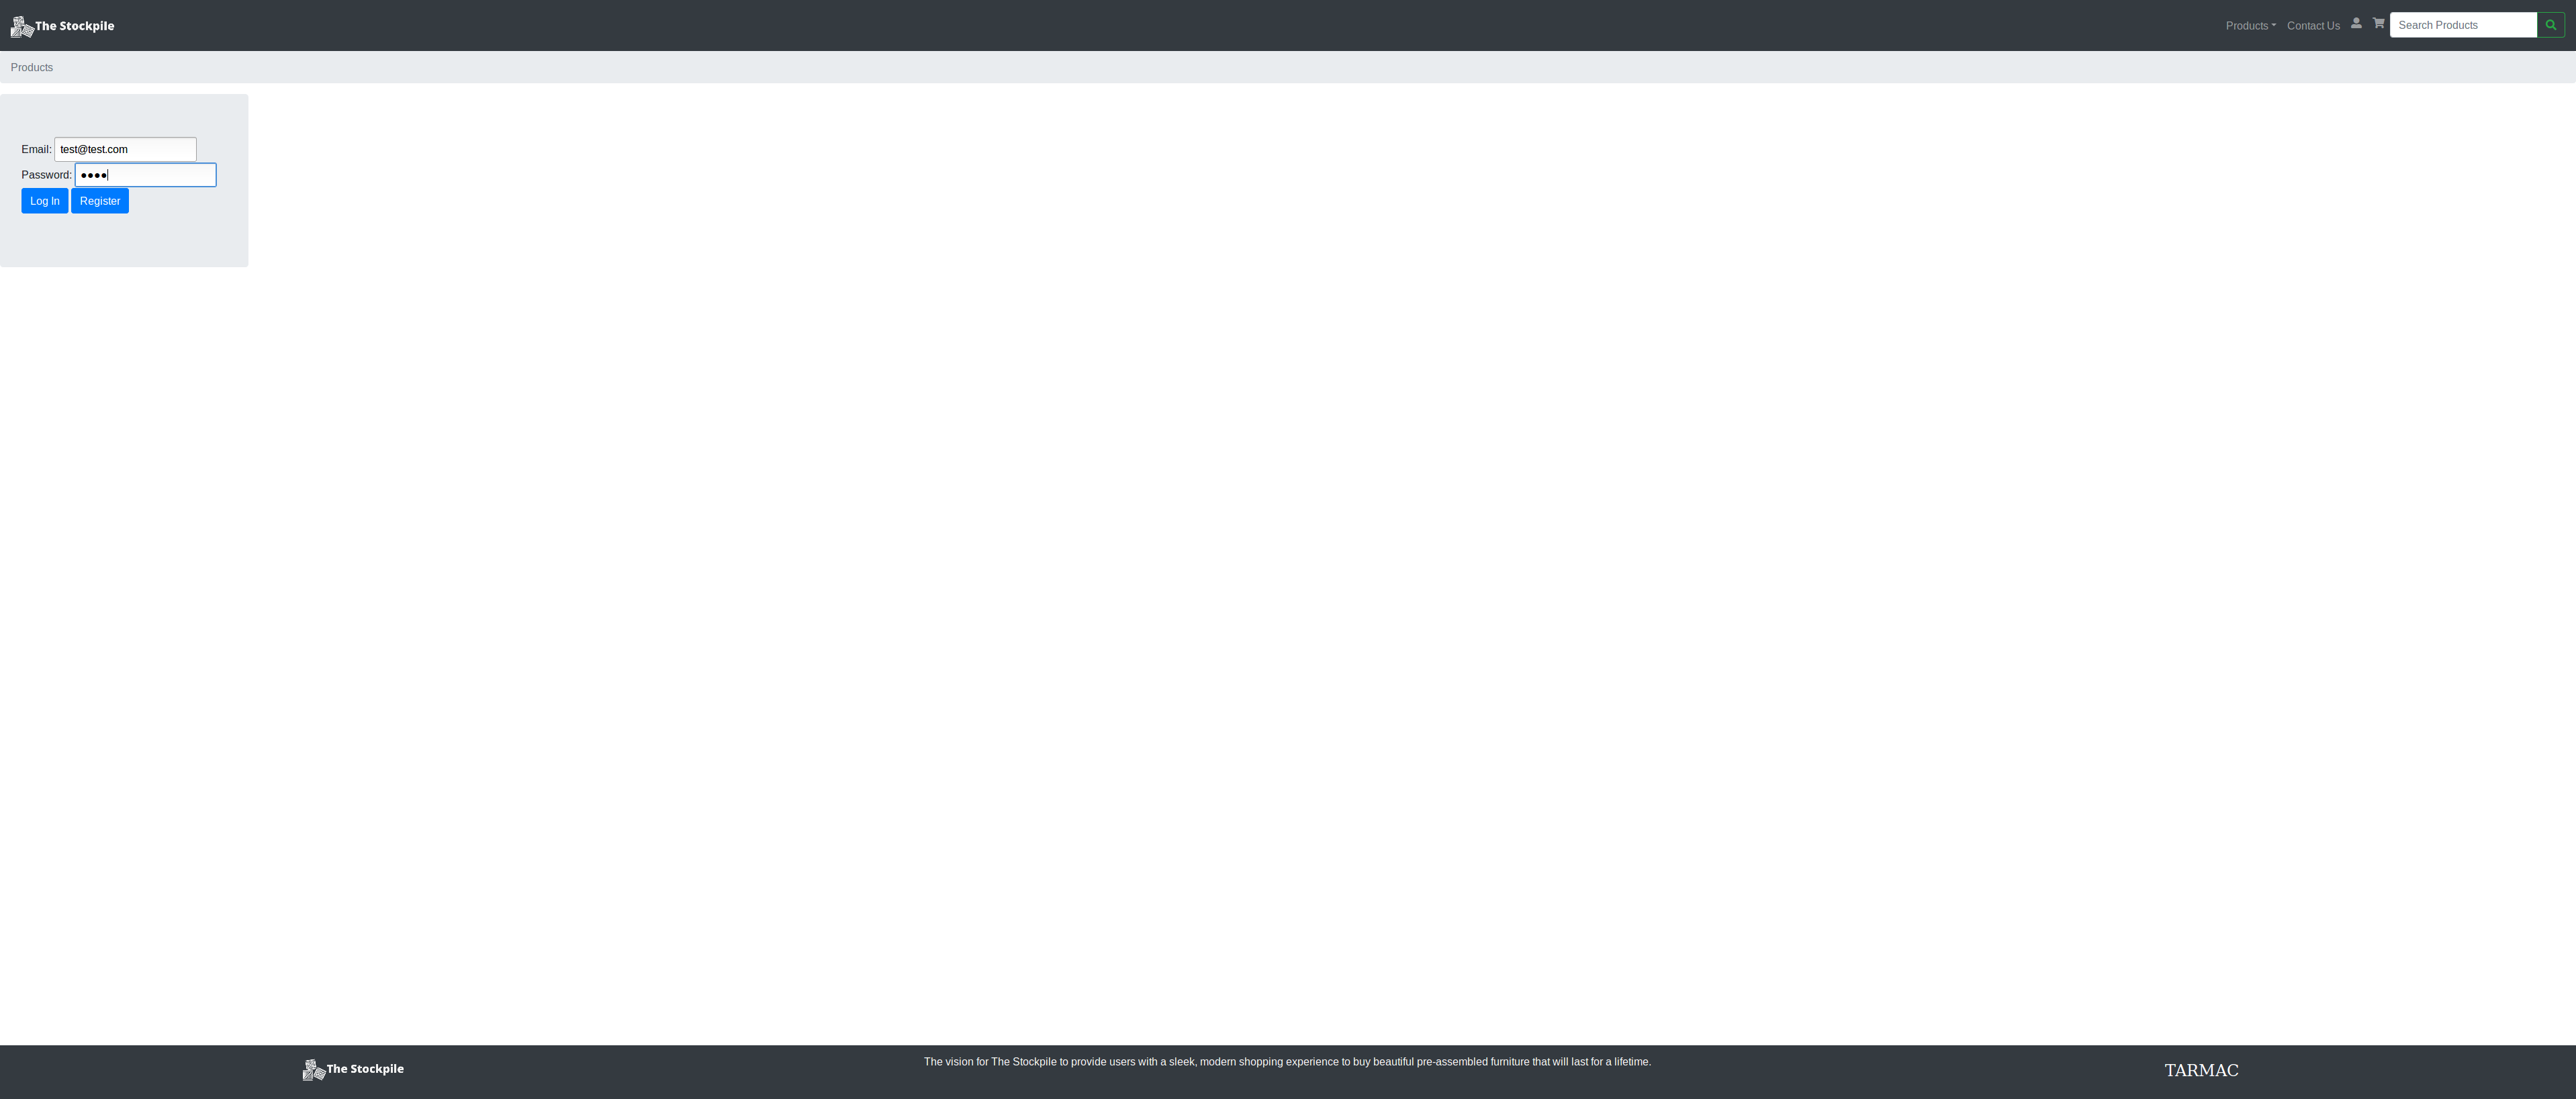 The Stockpile
Products Contact Us Search Products
Products
Email: test@test.com
Password: ••••
Log In Register
The Stockpile
The vision for The Stockpile to provide users with a sleek, modern shopping experience to buy beautiful pre-assembled furniture that will last for a lifetime.
TARMAC